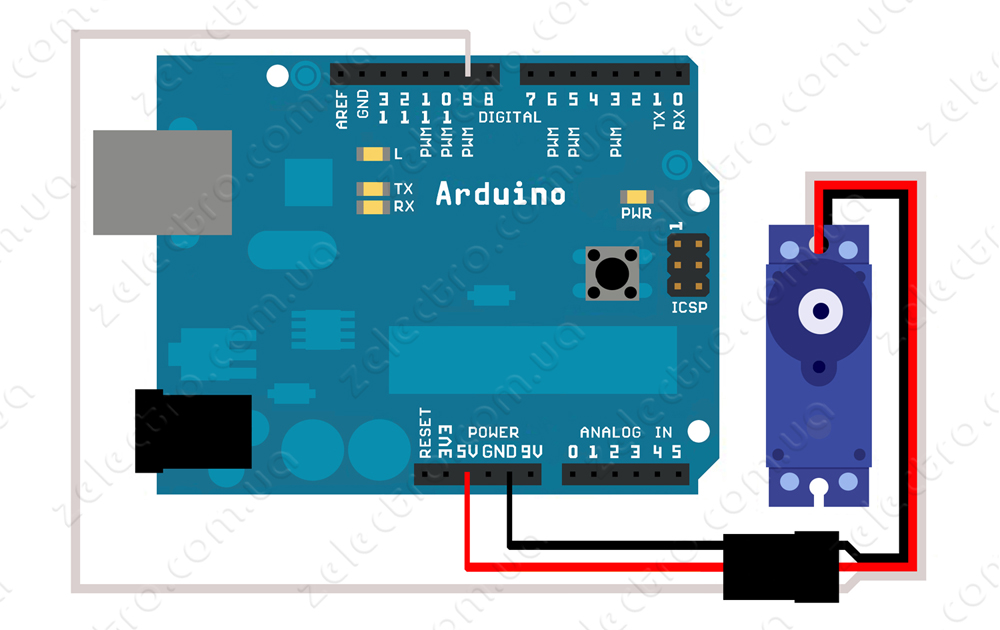 AREF
GND
13
12
11
10
9
8
7
6
5
4
3
2
1
0
PWM
PWM
PWM
DIGITAL
PWM
PWM
PWM
TX
RX
L
TX
RX
Arduino
PWR
1
ICSP
RESET
3V3
POWER
5V GND 9V
ANALOG IN
0 1 2 3 4 5
zelectro.com.ua